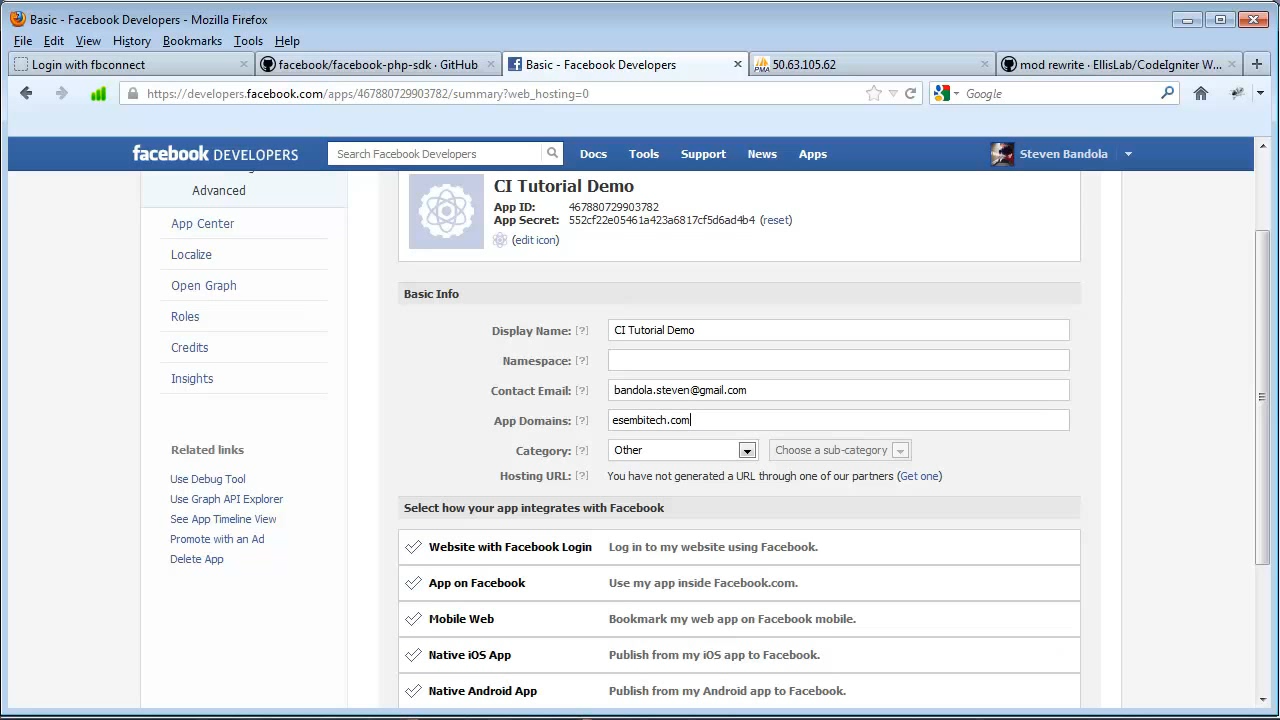 Basic - Facebook Developers - Mozilla Firefox
File Edit View History Bookmarks Tools Help
Login with fbconnect
facebook/facebook-php-sdk · GitHub
Basic - Facebook Developers
PMA 50.63.105.62
mod rewrite · EllisLab/CodeIgniter W...
https://developers.facebook.com/apps/467880729903782/summary?web_hosting=0
Google
facebook DEVELOPERS
Search Facebook Developers
Docs Tools Support News Apps
Steven Bandola
Advanced
App Center
Localize
Open Graph
Roles
Credits
Insights
Related links
Use Debug Tool
Use Graph API Explorer
See App Timeline View
Promote with an Ad
Delete App
CI Tutorial Demo
App ID: 467880729903782
App Secret: 552cf22e05461a423a6817cf5d6ad4b4 (reset)
(edit icon)
Basic Info
Display Name: [?] CI Tutorial Demo
Namespace: [?]
Contact Email: [?] bandola.steven@gmail.com
App Domains: [?] esembitech.com
Category: [?] Other Choose a sub-category
Hosting URL: [?] You have not generated a URL through one of our partners (Get one)
Select how your app integrates with Facebook
Website with Facebook Login Log in to my website using Facebook.
App on Facebook Use my app inside Facebook.com.
Mobile Web Bookmark my web app on Facebook mobile.
Native iOS App Publish from my iOS app to Facebook.
Native Android App Publish from my Android app to Facebook.